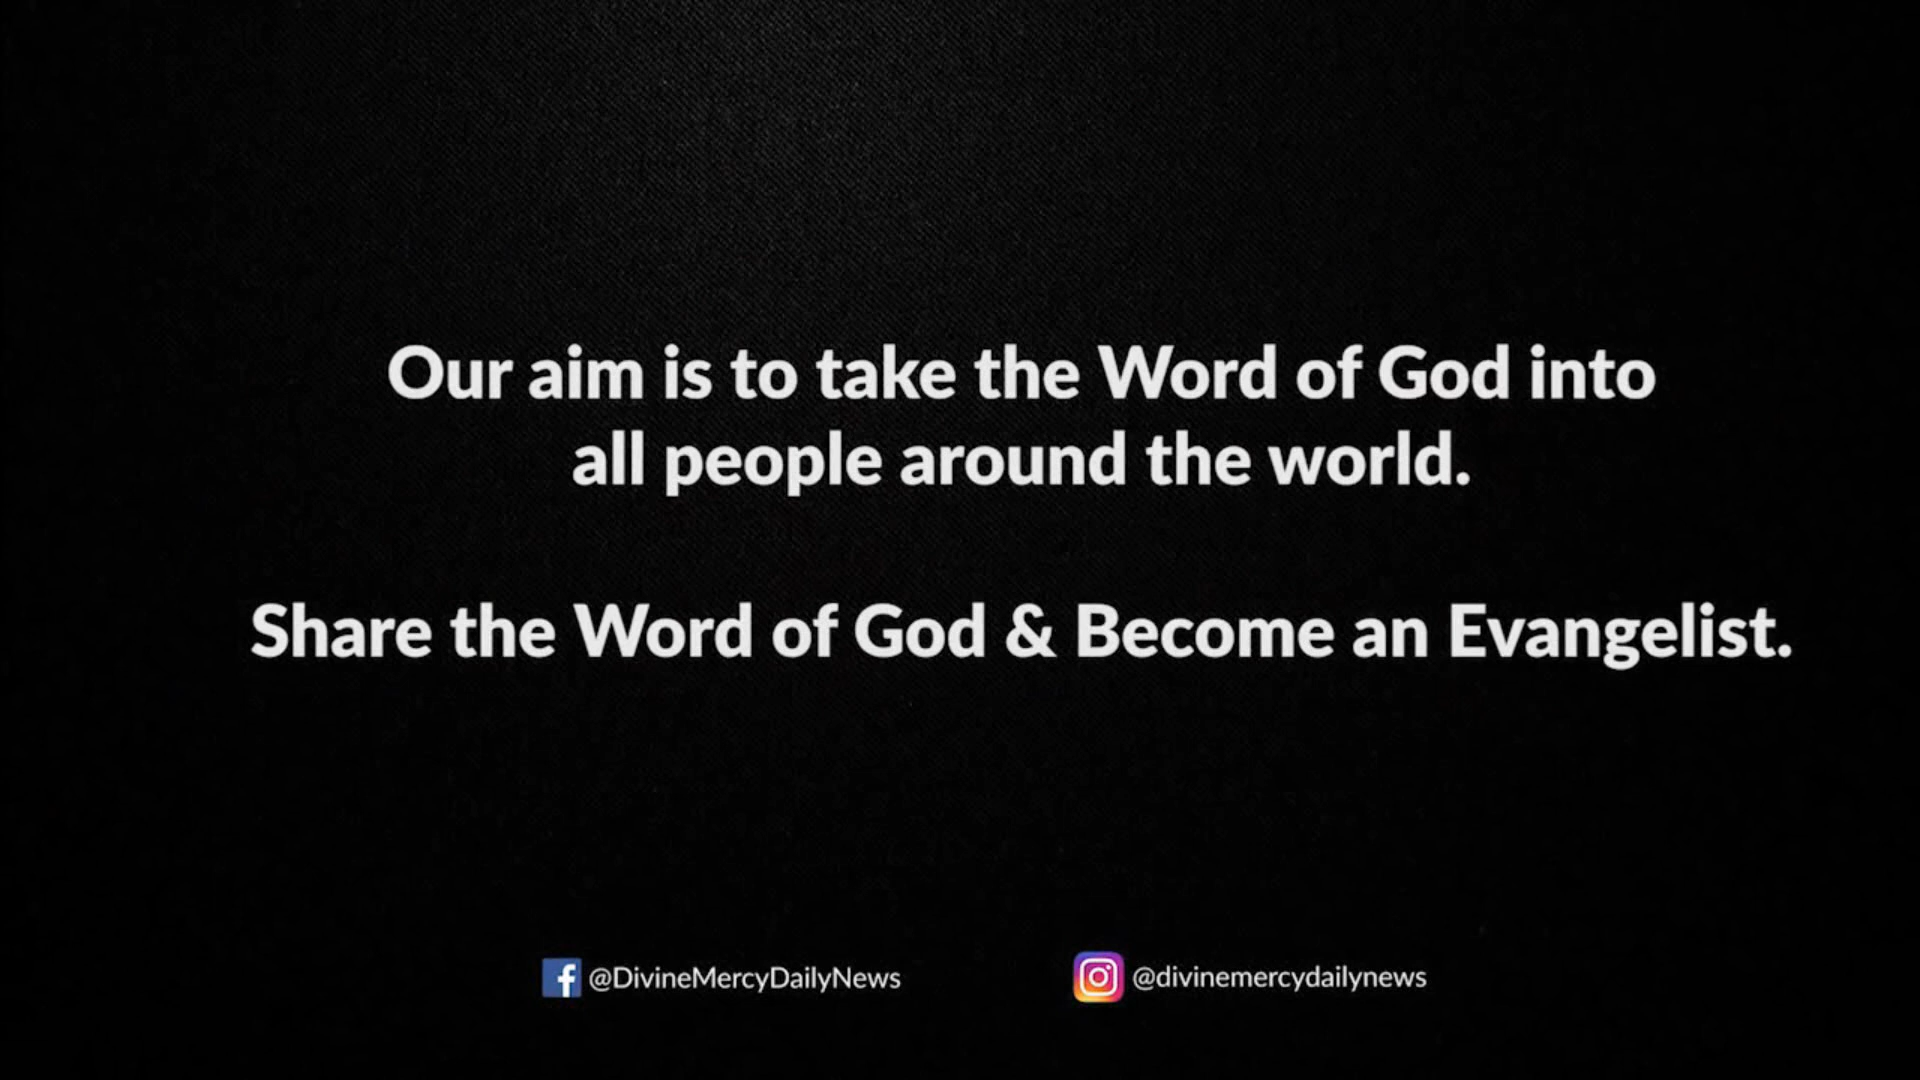 Our aim is to take the Word of God into
all people around the world.
Share the Word of God & Become an Evangelist.
@DivineMercyDailyNews
@divinemercydailynews